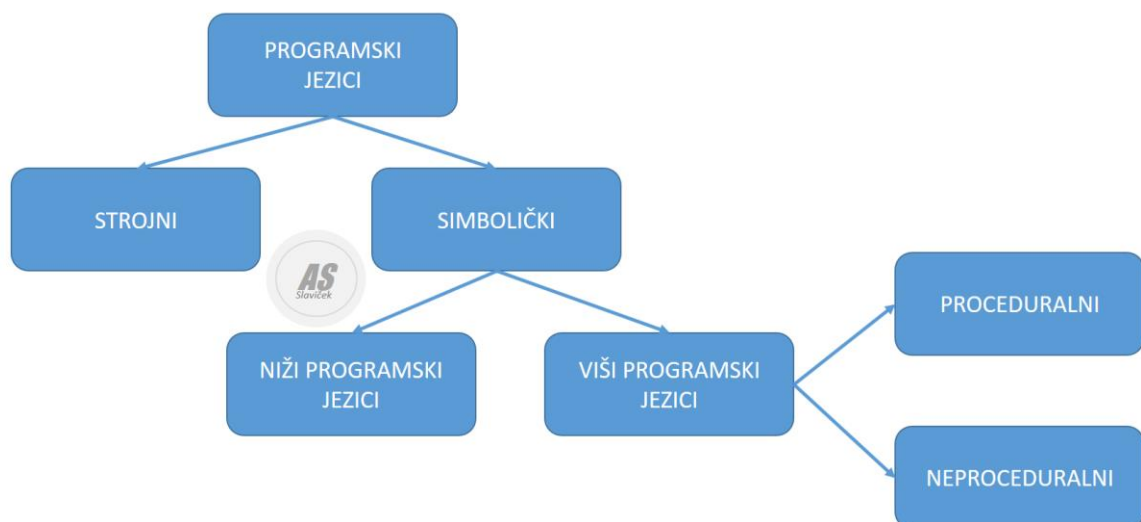 PROGRAMSKI
JEZICI
STROJNI
SIMBOLIČKI
AS
Slaviček
NIŽI PROGRAMSKI
JEZICI
VIŠI PROGRAMSKI
JEZICI
PROCEDURALNI
NEPROCEDURALNI